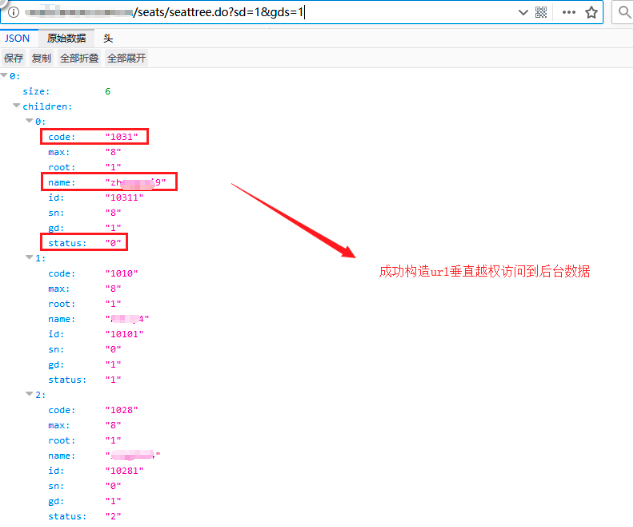 /seats/seattree.do?sd=1&gds=1
JSON 原始数据 头
保存 复制 全部折叠 全部展开
0:
size: 6
children:
0:
code: "1031"
max: "8"
root: "1"
name: "zh 9"
id: "10311"
sn: "8"
gd: "1"
status: "0"
成功构造url垂直越权访问到后台数据
1:
code: "1010"
max: "8"
root: "1"
name: " 4"
id: "10101"
sn: "0"
gd: "1"
status: "1"
2:
code: "1028"
max: "8"
root: "1"
name: " "
id: "10281"
sn: "0"
gd: "1"
status: "2"